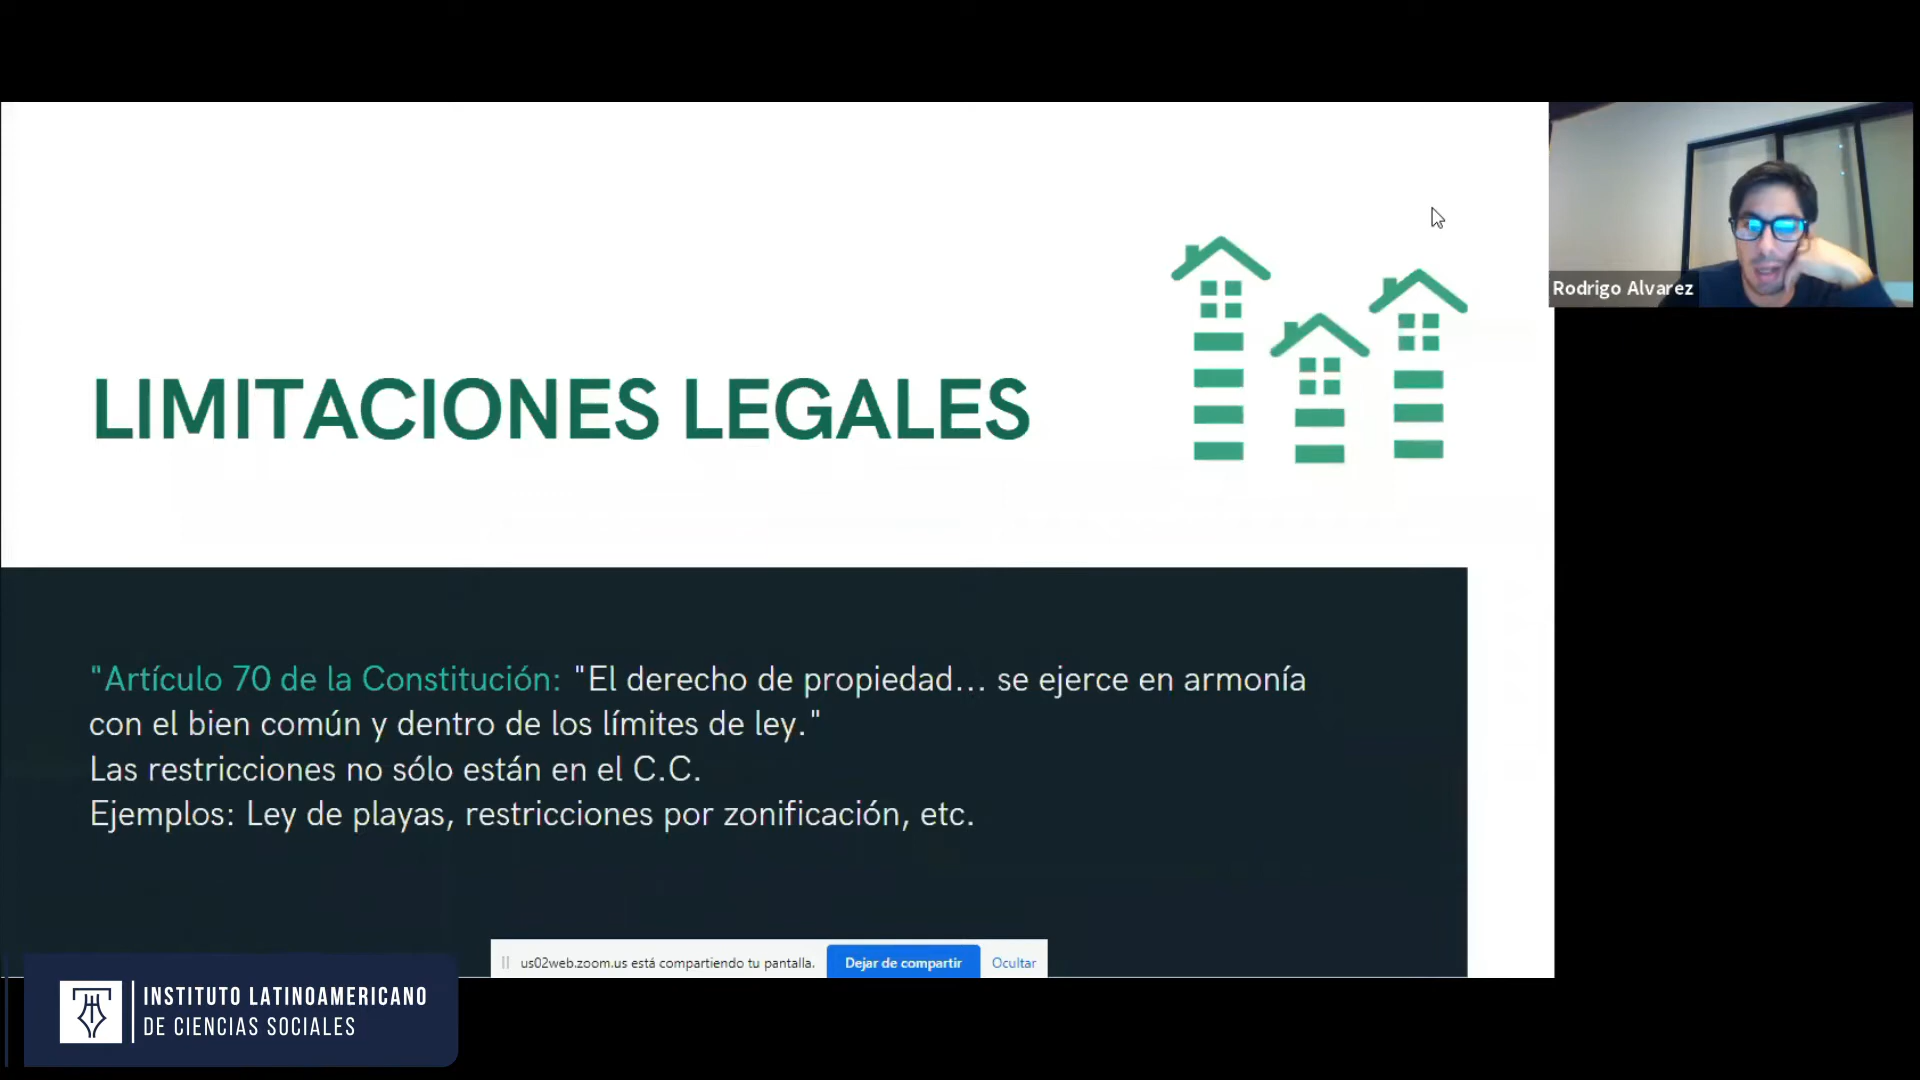 Rodrigo Alvarez
LIMITACIONES LEGALES
"Artículo 70 de la Constitución: "El derecho de propiedad... se ejerce en armonía
con el bien común y dentro de los límites de ley."
Las restricciones no sólo están en el C.C.
Ejemplos: Ley de playas, restricciones por zonificación, etc.
us02web.zoom.us está compartiendo tu pantalla. Dejar de compartir Ocultar
INSTITUTO LATINOAMERICANO
DE CIENCIAS SOCIALES